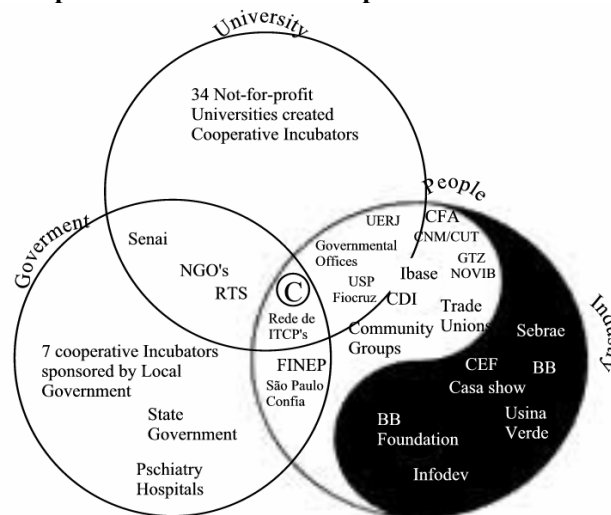 University
34 Not-for-profit
Universities created
Cooperative Incubators
People
Goverment
Industry
UERJ
CFA
CNM/CUT
Senai
Governmental
Offices
GTZ
NOVIB
NGO's
RTS
Ibase
USP
Fiocruz
CDI
C
Rede de
ITCP's
Trade
Unions
Community
Groups
Sebrae
7 cooperative Incubators
sponsored by Local
Government
FINEP
São Paulo
Confia
CEF
BB
Casa show
State
Government
BB
Foundation
Usina
Verde
Pschiatry
Hospitals
Infodev